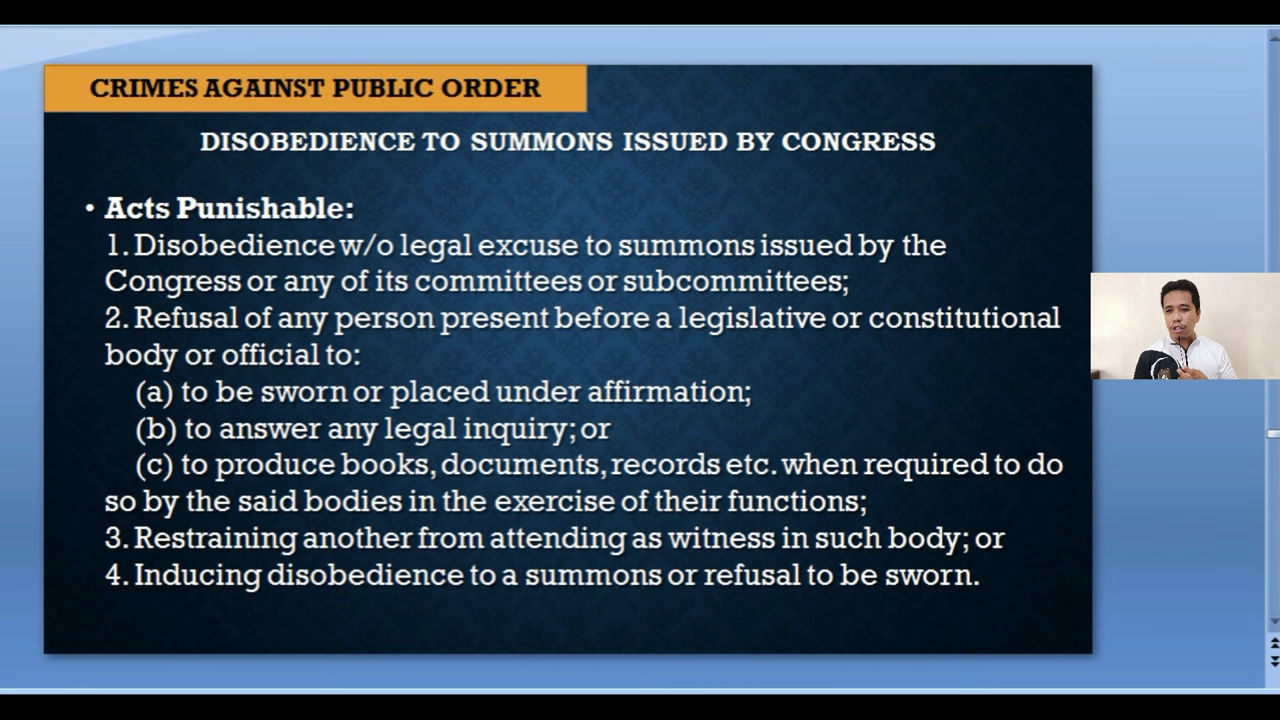 CRIMES AGAINST PUBLIC ORDER
DISOBEDIENCE TO SUMMONS ISSUED BY CONGRESS
• Acts Punishable:
1. Disobedience w/o legal excuse to summons issued by the
Congress or any of its committees or subcommittees;
2. Refusal of any person present before a legislative or constitutional
body or official to:
(a) to be sworn or placed under affirmation;
(b) to answer any legal inquiry; or
(c) to produce books, documents, records etc. when required to do
so by the said bodies in the exercise of their functions;
3. Restraining another from attending as witness in such body; or
4. Inducing disobedience to a summons or refusal to be sworn.